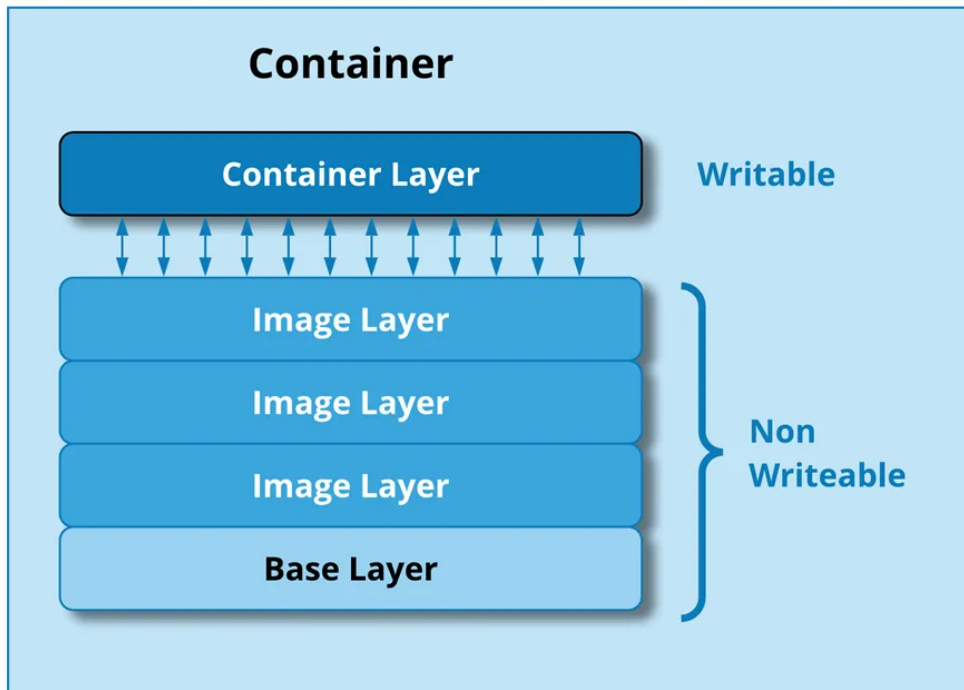 Container
Container Layer
Writable
Image Layer
Image Layer
Image Layer
Base Layer
Non
Writeable